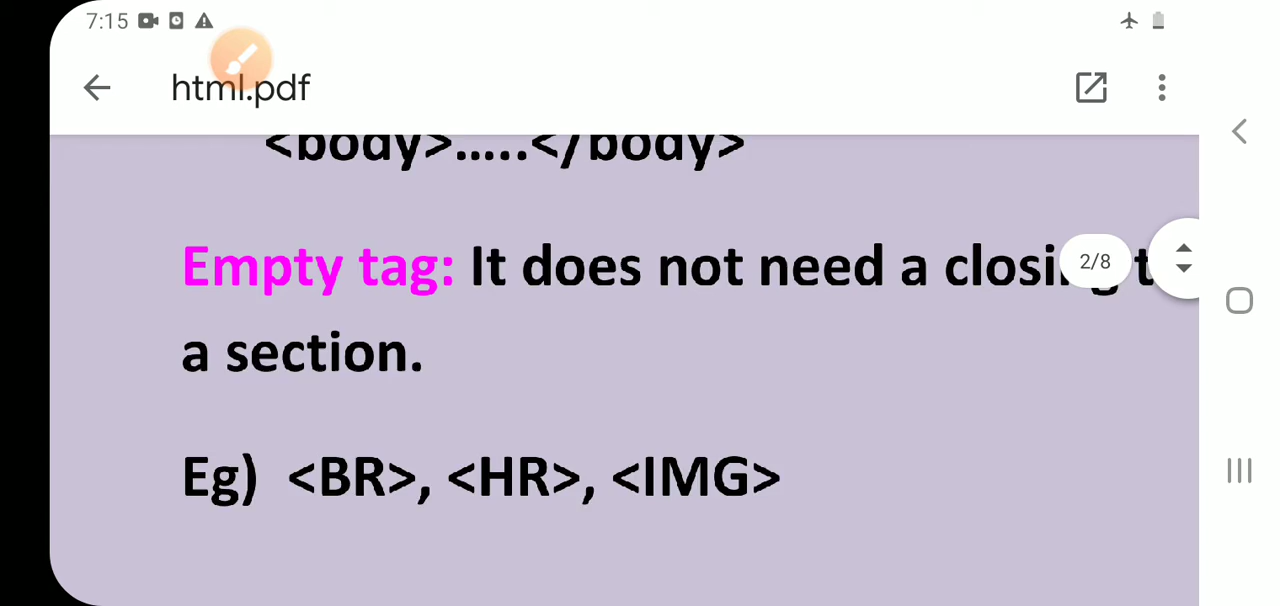 7:15
html.pdf
<body>…..</body>
Empty tag: It does not need a closing
2/8
a section.
Eg) <BR>, <HR>, <IMG>